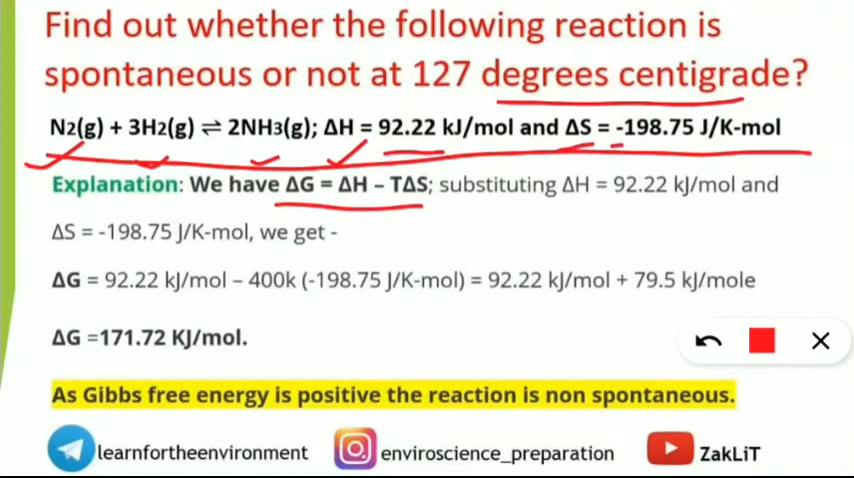 Find out whether the following reaction is
spontaneous or not at 127 degrees centigrade?
N2(g) + 3H2(g) ⇌ 2NH3(g); ΔH = 92.22 kJ/mol and ΔS = -198.75 J/K-mol
Explanation: We have ΔG = ΔH – TΔS; substituting ΔH = 92.22 kJ/mol and
ΔS = -198.75 J/K-mol, we get -
ΔG = 92.22 kJ/mol – 400k (-198.75 J/K-mol) = 92.22 kJ/mol + 79.5 kJ/mole
ΔG =171.72 KJ/mol.
As Gibbs free energy is positive the reaction is non spontaneous.
learnfortheenvironment enviroscience_preparation ZakLiT